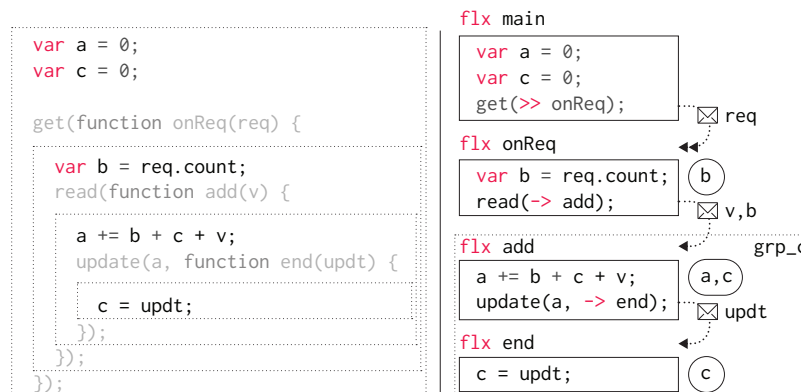 var a = 0;
var c = 0;
get(function onReq(req) {
var b = req.count;
read(function add(v) {
a += b + c + v;
update(a, function end(updt) {
c = updt;
});
});
});
flx main
var a = 0;
var c = 0;
get(>> onReq);
req
flx onReq
var b = req.count;
b
read(-> add);
v,b
flx add
grp_c
a += b + c + v;
a,c
update(a, -> end);
updt
flx end
c = updt;
c